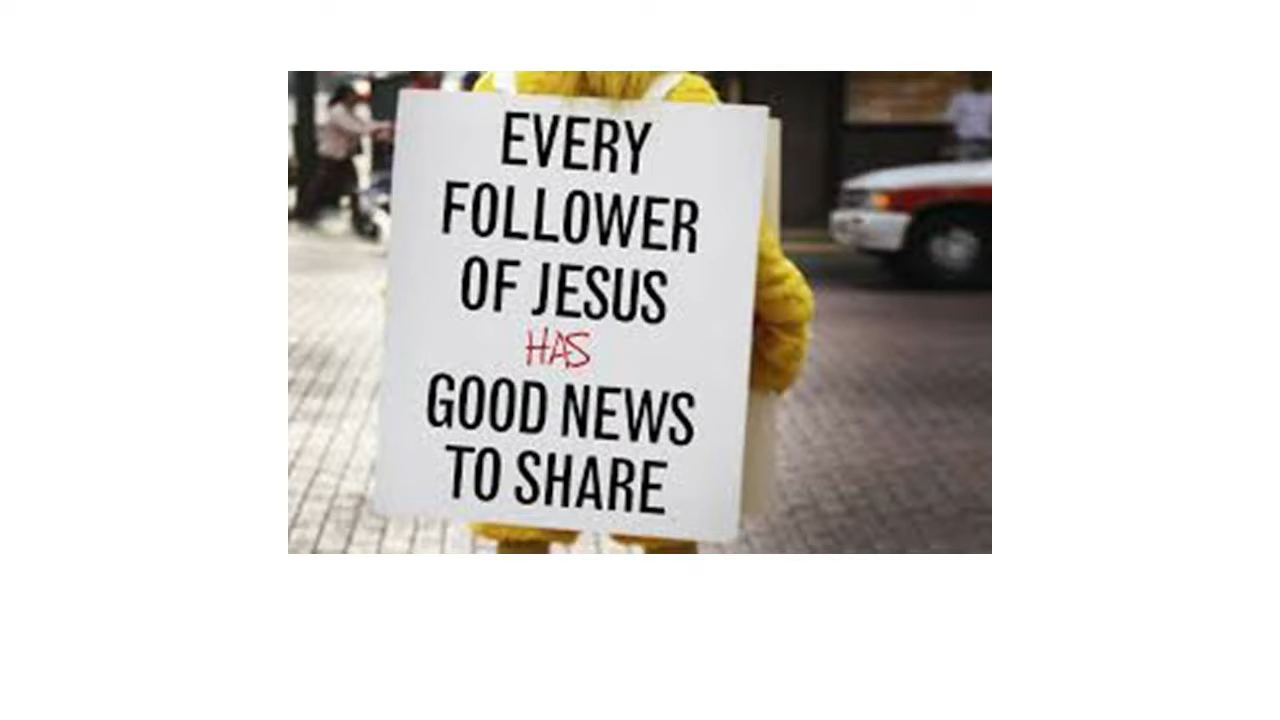 EVERY
FOLLOWER
OF JESUS
HAS
GOOD NEWS
TO SHARE